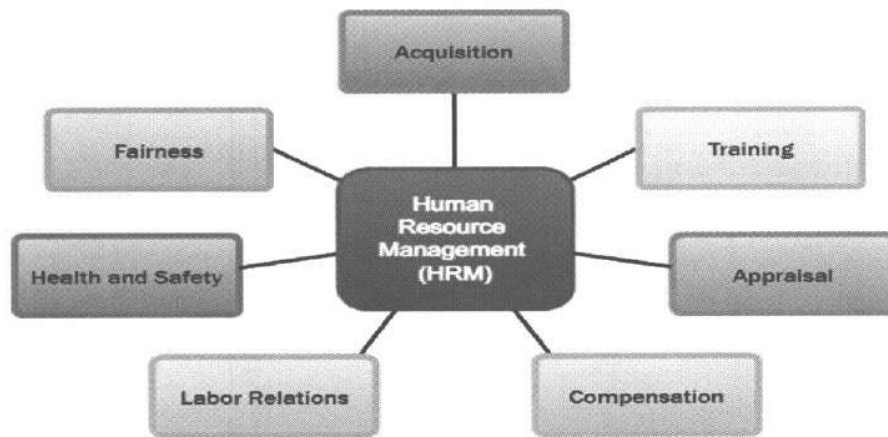 Acquisition
Fairness
Training
Human
Resource
Management
(HRM)
Health and Safety
Appraisal
Labor Relations
Compensation